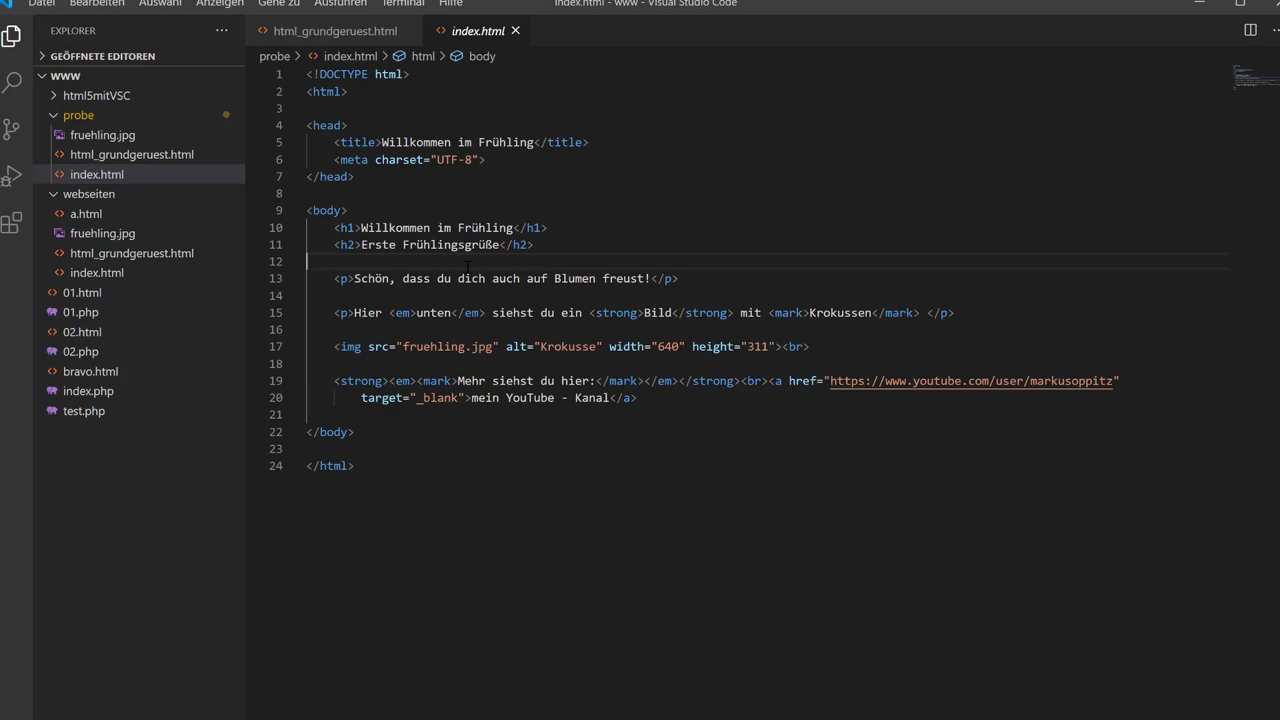 Datei Bearbeiten Auswahl Anzeigen Gehe zu Ausführen Terminal Hilfe index.html - www - Visual Studio Code
EXPLORER
GEÖFFNETE EDITOREN
WWW
html5mitVSC
probe
fruehling.jpg
html_grundgeruest.html
index.html
webseiten
a.html
fruehling.jpg
html_grundgeruest.html
index.html
01.html
01.php
02.html
02.php
bravo.html
index.php
test.php
html_grundgeruest.html index.html
probe > index.html > html > body
1 <!DOCTYPE html>
2 <html>
3
4 <head>
5 <title>Willkommen im Frühling</title>
6 <meta charset="UTF-8">
7 </head>
8
9 <body>
10 <h1>Willkommen im Frühling</h1>
11 <h2>Erste Frühlingsgrüße</h2>
12
13 <p>Schön, dass du dich auch auf Blumen freust!</p>
14
15 <p>Hier <em>unten</em> siehst du ein <strong>Bild</strong> mit <mark>Krokussen</mark> </p>
16
17 <img src="fruehling.jpg" alt="Krokusse" width="640" height="311"><br>
18
19 <strong><em><mark>Mehr siehst du hier:</mark></em></strong><br><a href="https://www.youtube.com/user/markusoppitz"
20 target="_blank">mein YouTube - Kanal</a>
21
22 </body>
23
24 </html>